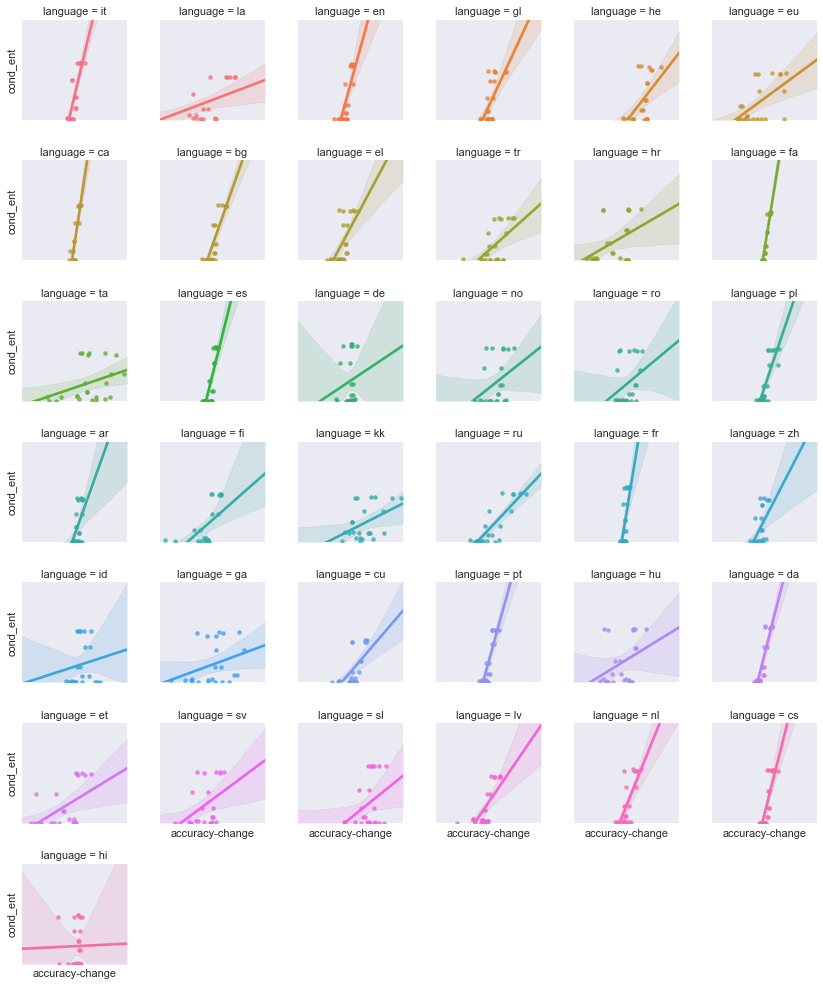 language = it language = la language = en language = gl language = he language = eu
cond_ent
language = ca language = bg language = el language = tr language = hr language = fa
cond_ent
language = ta language = es language = de language = no language = ro language = pl
cond_ent
language = ar language = fi language = kk language = ru language = fr language = zh
cond_ent
language = id language = ga language = cu language = pt language = hu language = da
cond_ent
language = et language = sv language = sl language = lv language = nl language = cs
cond_ent
accuracy-change accuracy-change accuracy-change accuracy-change accuracy-change
language = hi
cond_ent
accuracy-change